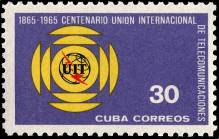 1865-1965 CENTENARIO UNION INTERNACIONAL
DE TELECOMUNICACIONES
UIT
30
CUBA CORREOS